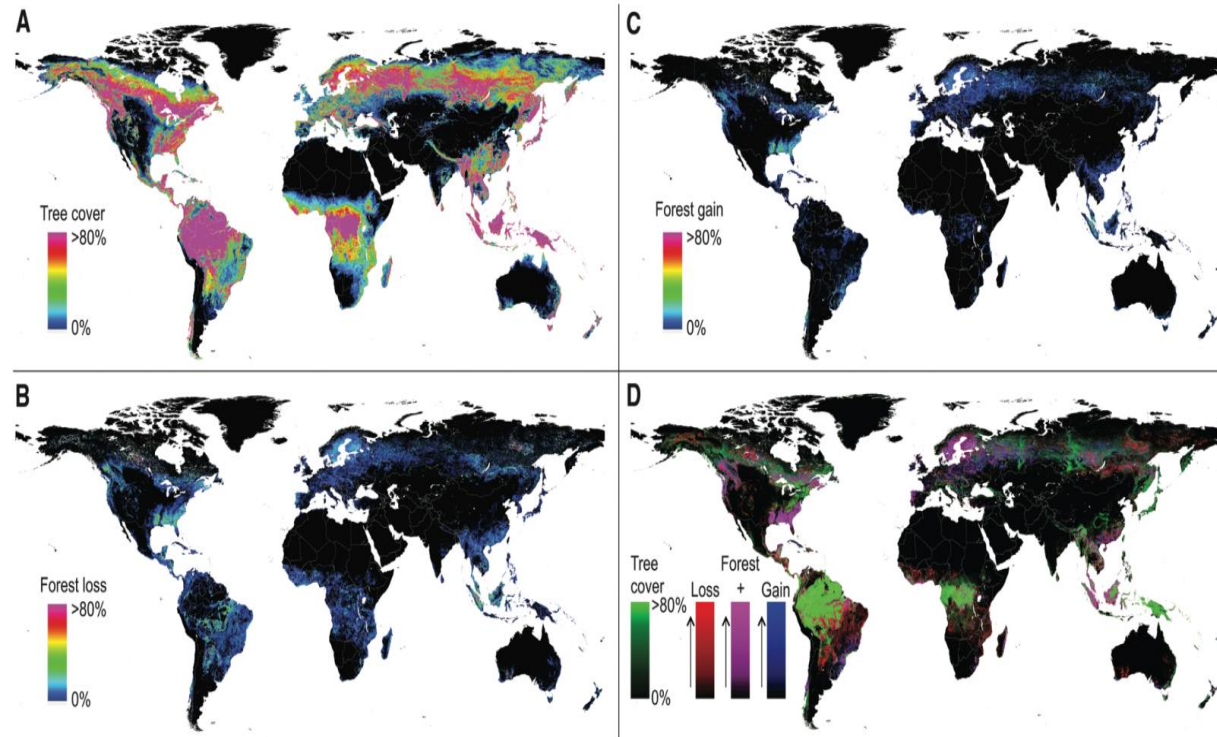 A
Tree cover
>80%
0%
C
Forest gain
>80%
0%
B
Forest loss
>80%
0%
D
Tree
cover
>80%
0%
Forest
Loss + Gain